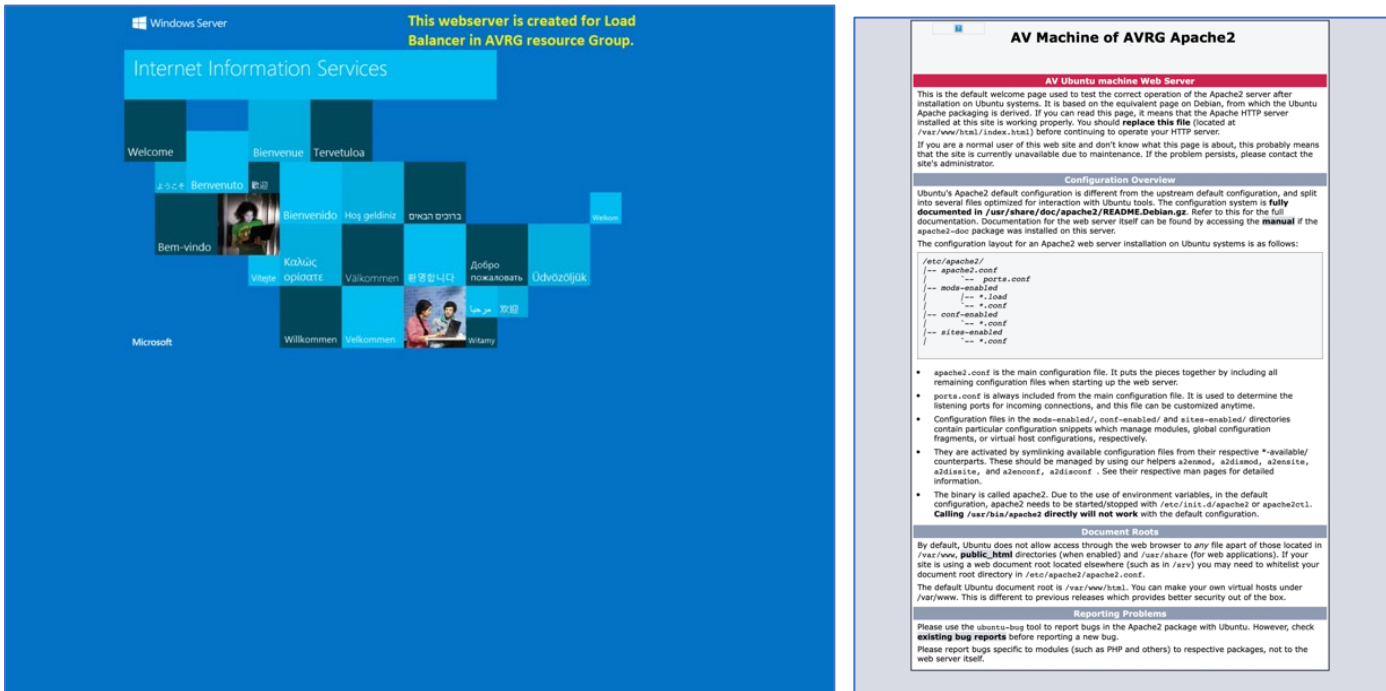 Windows Server
This webserver is created for Load
Balancer in AVRG resource Group.
Internet Information Services
Welcome
Bienvenue
Tervetuloa
ようこそ
Benvenuto
歡迎
Bienvenido
Hoş geldiniz
ברוכים הבאים
Welkom
Bem-vindo
Vítejte
Καλώς
ορίσατε
Välkommen
환영합니다
Добро
пожаловать
Üdvözöljük
مرحبا
欢迎
Microsoft
Willkommen
Velkommen
Witamy
AV Machine of AVRG Apache2
AV Ubuntu machine Web Server
This is the default welcome page used to test the correct operation of the Apache2 server after
installation on Ubuntu systems. It is based on the equivalent page on Debian, from which the Ubuntu
Apache packaging is derived. If you can read this page, it means that the Apache HTTP server
installed at this site is working properly. You should replace this file (located at
/var/www/html/index.html) before continuing to operate your HTTP server.
If you are a normal user of this web site and don't know what this page is about, this probably means
that the site is currently unavailable due to maintenance. If the problem persists, please contact the
site's administrator.
Configuration Overview
Ubuntu's Apache2 default configuration is different from the upstream default configuration, and split
into several files optimized for interaction with Ubuntu tools. The configuration system is fully
documented in /usr/share/doc/apache2/README.Debian.gz. Refer to this for the full
documentation. Documentation for the web server itself can be found by accessing the manual if the
apache2-doc package was installed on this server.
The configuration layout for an Apache2 web server installation on Ubuntu systems is as follows:
/etc/apache2/
|-- apache2.conf
|       `--  ports.conf
|-- mods-enabled
|       |-- *.load
|       `-- *.conf
|-- conf-enabled
|       `-- *.conf
|-- sites-enabled
|       `-- *.conf
• apache2.conf is the main configuration file. It puts the pieces together by including all
remaining configuration files when starting up the web server.
• ports.conf is always included from the main configuration file. It is used to determine the
listening ports for incoming connections, and this file can be customized anytime.
• Configuration files in the mods-enabled/, conf-enabled/ and sites-enabled/ directories
contain particular configuration snippets which manage modules, global configuration
fragments, or virtual host configurations, respectively.
• They are activated by symlinking available configuration files from their respective *-available/
counterparts. These should be managed by using our helpers a2enmod, a2dismod, a2ensite,
a2dissite, and a2enconf, a2disconf . See their respective man pages for detailed
information.
• The binary is called apache2. Due to the use of environment variables, in the default
configuration, apache2 needs to be started/stopped with /etc/init.d/apache2 or apache2ctl.
Calling /usr/bin/apache2 directly will not work with the default configuration.
Document Roots
By default, Ubuntu does not allow access through the web browser to any file apart of those located in
/var/www, public_html directories (when enabled) and /usr/share (for web applications). If your
site is using a web document root located elsewhere (such as in /srv) you may need to whitelist your
document root directory in /etc/apache2/apache2.conf.
The default Ubuntu document root is /var/www/html. You can make your own virtual hosts under
/var/www. This is different to previous releases which provides better security out of the box.
Reporting Problems
Please use the ubuntu-bug tool to report bugs in the Apache2 package with Ubuntu. However, check
existing bug reports before reporting a new bug.
Please report bugs specific to modules (such as PHP and others) to respective packages, not to the
web server itself.